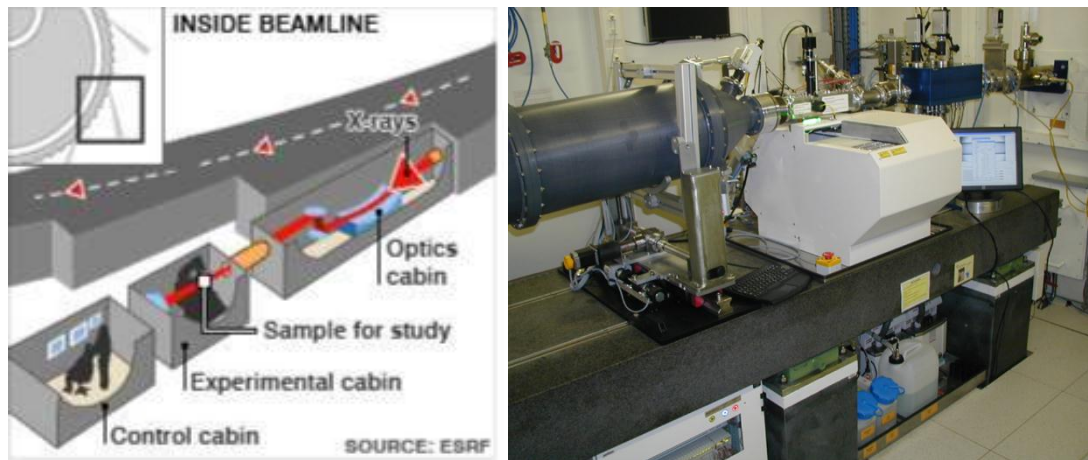 INSIDE BEAMLINE
X-rays
Optics
cabin
Sample for study
Experimental cabin
Control cabin
SOURCE: ESRF